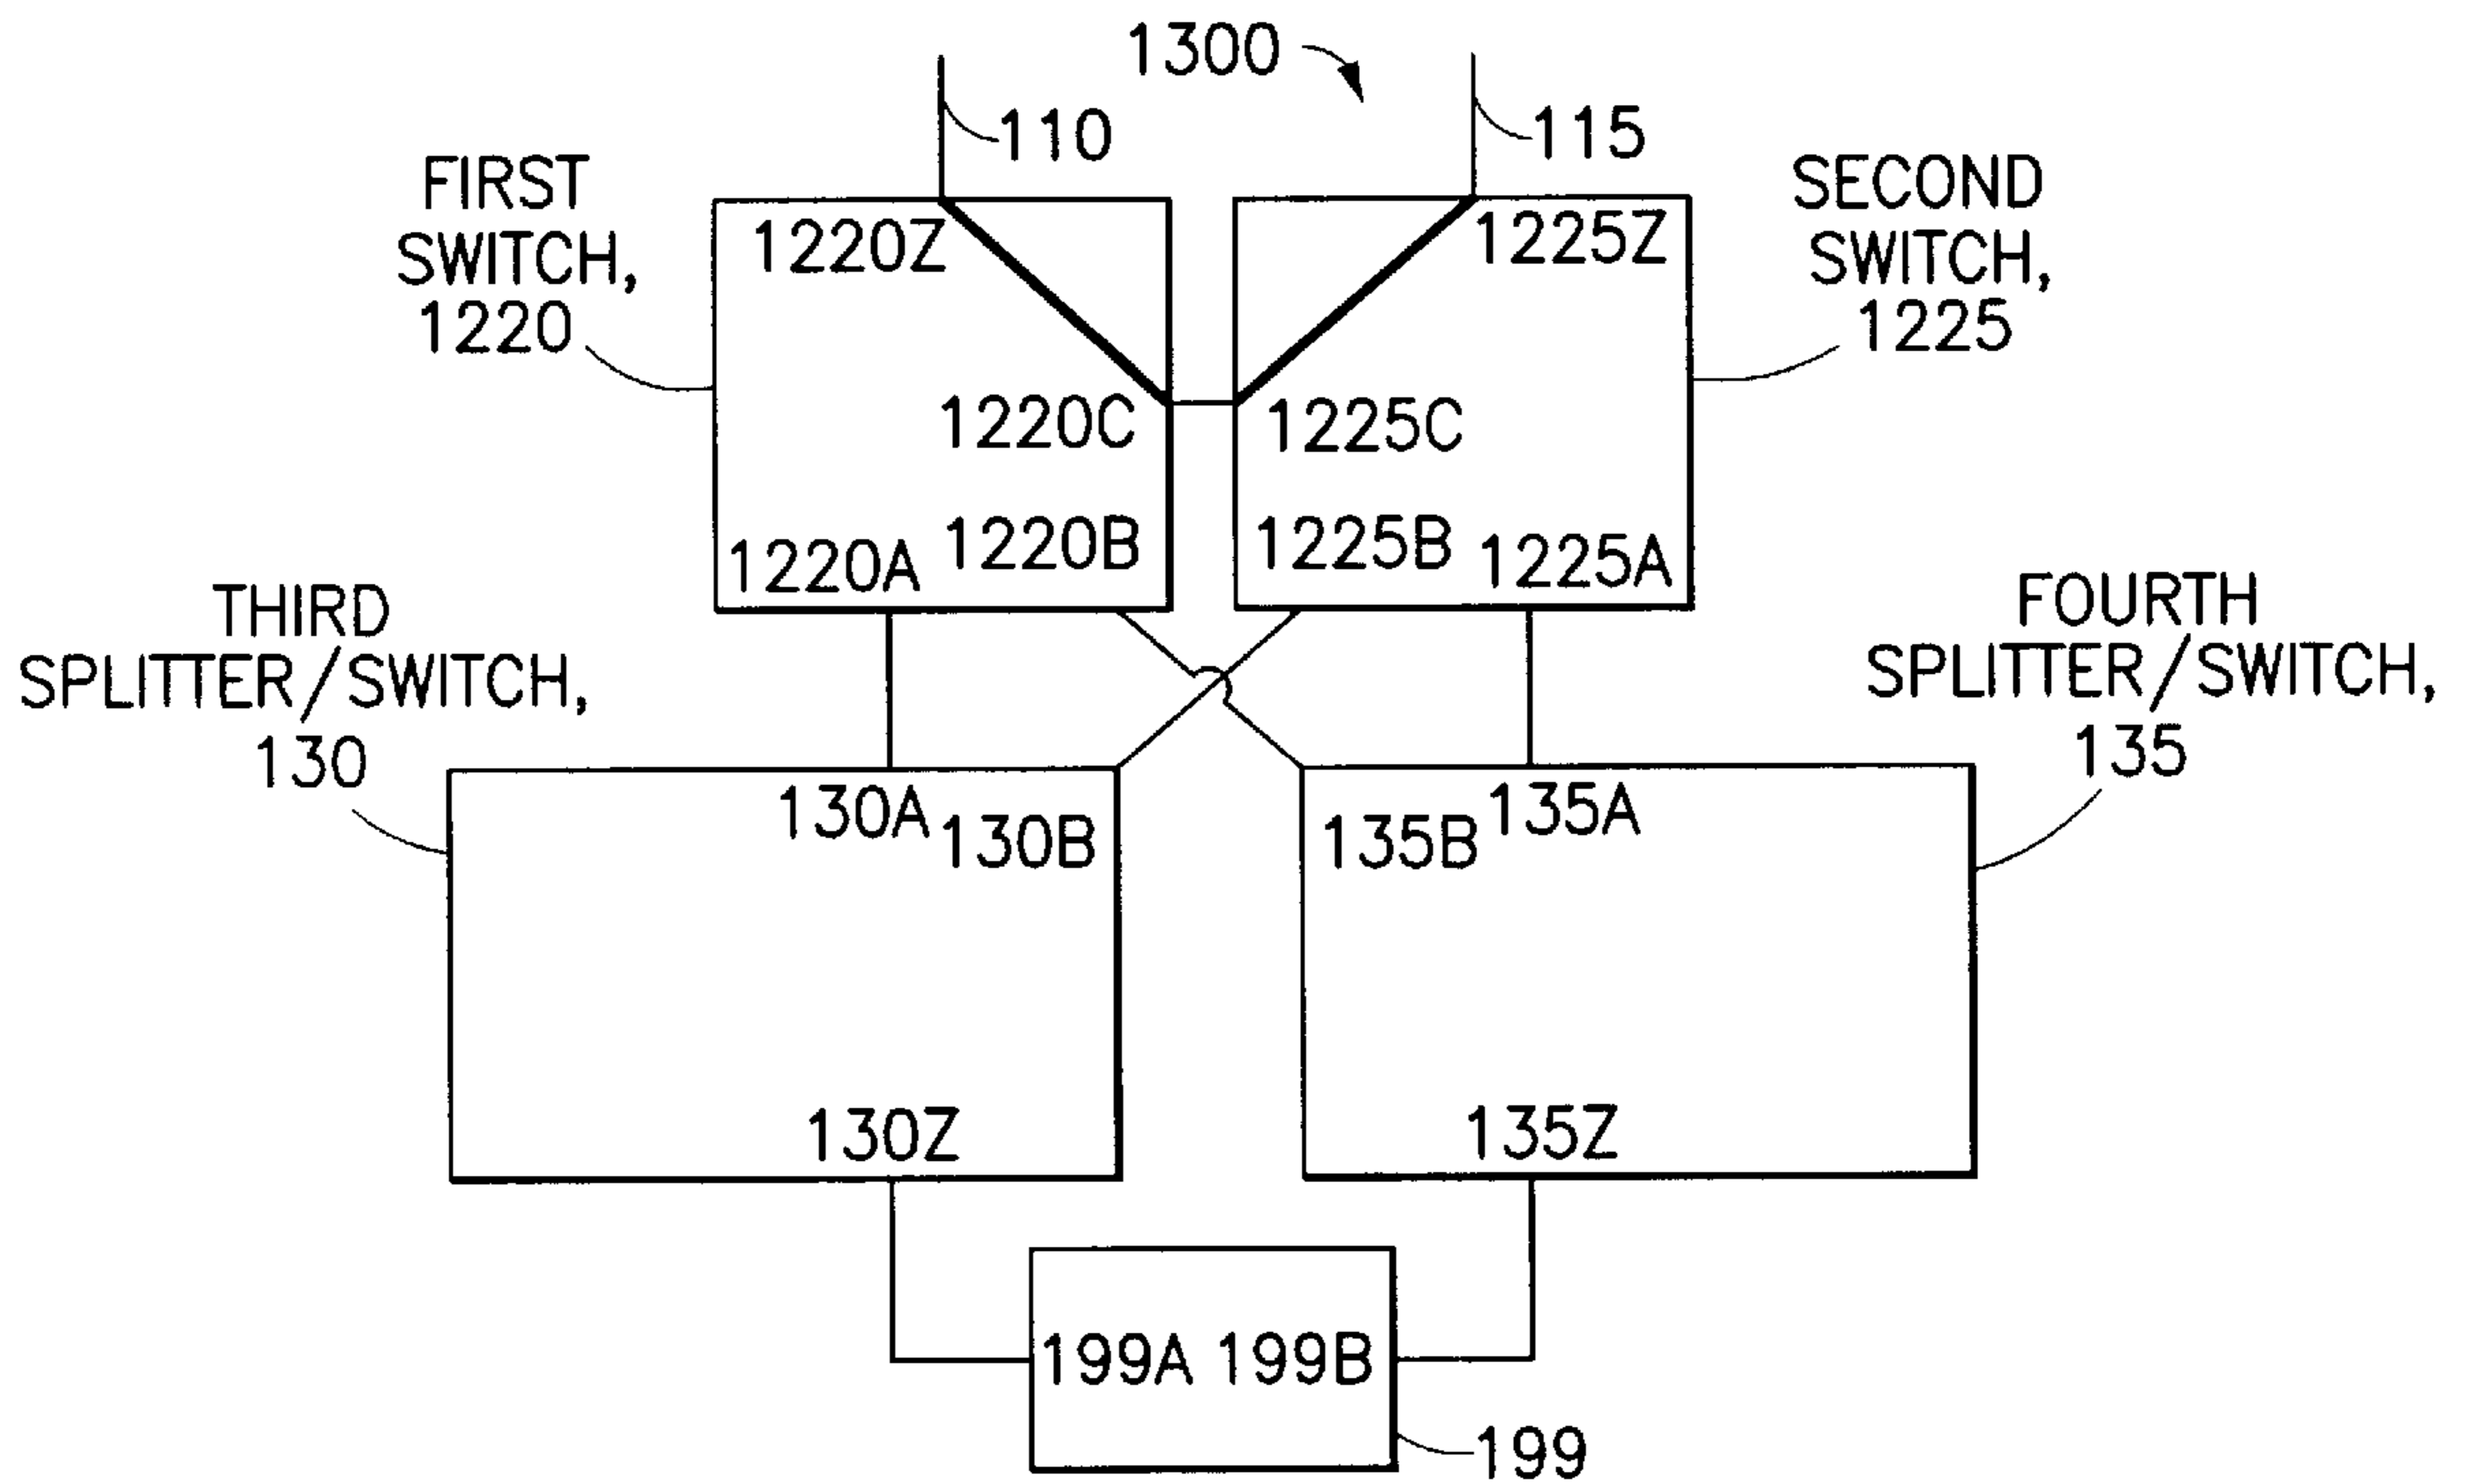 1300
110
115
FIRST
SWITCH,
1220
SECOND
SWITCH,
1225
1220Z
1225Z
1220C
1225C
1220B
1225B
1220A
1225A
THIRD
SPLITTER/SWITCH,
130
FOURTH
SPLITTER/SWITCH,
135
130A
130B
135B
135A
130Z
135Z
199A 199B
199